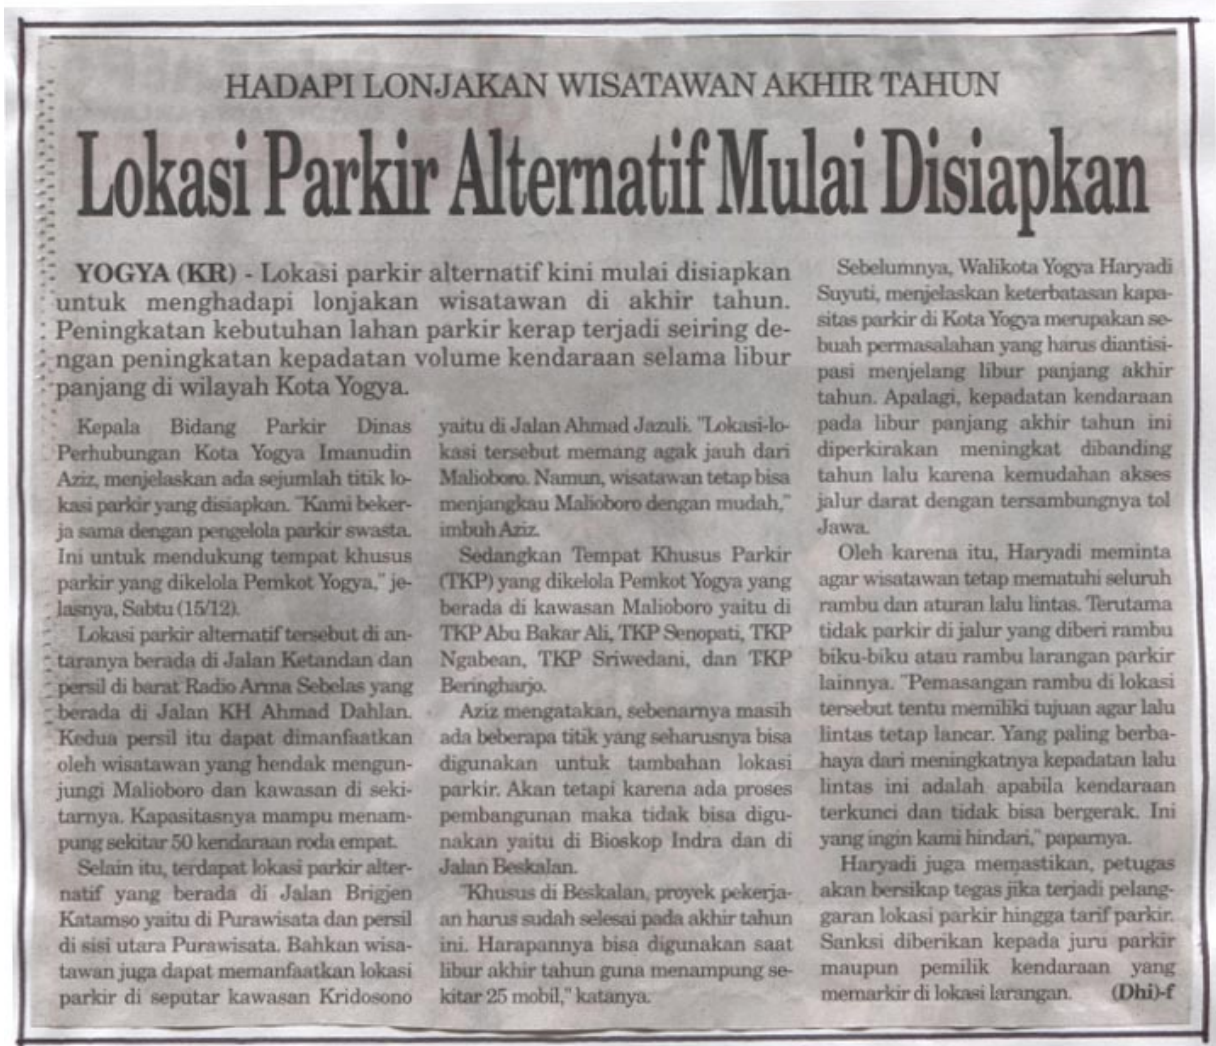 HADAPI LONJAKAN WISATAWAN AKHIR TAHUN
Lokasi Parkir Alternatif Mulai Disiapkan
YOGYA (KR) - Lokasi parkir alternatif kini mulai disiapkan
untuk menghadapi lonjakan wisatawan di akhir tahun.
Peningkatan kebutuhan lahan parkir kerap terjadi seiring de-
ngan peningkatan kepadatan volume kendaraan selama libur
panjang di wilayah Kota Yogya.
Kepala Bidang Parkir Dinas
Perhubungan Kota Yogya Imanudin
Aziz, menjelaskan ada sejumlah titik lo-
kasi parkir yang disiapkan. "Kami beker-
ja sama dengan pengelola parkir swasta.
Ini untuk mendukung tempat khusus
parkir yang dikelola Pemkot Yogya," je-
lasnya, Sabtu (15/12).
Lokasi parkir alternatif tersebut di an-
taranya berada di Jalan Ketandan dan
persil di barat Radio Arma Sebelas yang
berada di Jalan KH Ahmad Dahlan.
Kedua persil itu dapat dimanfaatkan
oleh wisatawan yang hendak mengun-
jungi Malioboro dan kawasan di seki-
tarnya. Kapasitasnya mampu menam-
pung sekitar 50 kendaraan roda empat.
Selain itu, terdapat lokasi parkir alter-
natif yang berada di Jalan Brigjen
Katamso yaitu di Purawisata dan persil
di sisi utara Purawisata. Bahkan wisa-
tawan juga dapat memanfaatkan lokasi
parkir di seputar kawasan Kridosono
yaitu di Jalan Ahmad Jazuli. "Lokasi-lo-
kasi tersebut memang agak jauh dari
Malioboro. Namun, wisatawan tetap bisa
menjangkau Malioboro dengan mudah,"
imbuh Aziz.
Sedangkan Tempat Khusus Parkir
(TKP) yang dikelola Pemkot Yogya yang
berada di kawasan Malioboro yaitu di
TKP Abu Bakar Ali, TKP Senopati, TKP
Ngabean, TKP Sriwedani, dan TKP
Beringharjo.
Aziz mengatakan, sebenarnya masih
ada beberapa titik yang seharusnya bisa
digunakan untuk tambahan lokasi
parkir. Akan tetapi karena ada proses
pembangunan maka tidak bisa digu-
nakan yaitu di Bioskop Indra dan di
Jalan Beskalan.
"Khusus di Beskalan, proyek pekerja-
an harus sudah selesai pada akhir tahun
ini. Harapannya bisa digunakan saat
libur akhir tahun guna menampung se-
kitar 25 mobil," katanya.
Sebelumnya, Walikota Yogya Haryadi
Suyuti, menjelaskan keterbatasan kapa-
sitas parkir di Kota Yogya merupakan se-
buah permasalahan yang harus diantisi-
pasi menjelang libur panjang akhir
tahun. Apalagi, kepadatan kendaraan
pada libur panjang akhir tahun ini
diperkirakan meningkat dibanding
tahun lalu karena kemudahan akses
jalur darat dengan tersambungnya tol
Jawa.
Oleh karena itu, Haryadi meminta
agar wisatawan tetap mematuhi seluruh
rambu dan aturan lalu lintas. Terutama
tidak parkir di jalur yang diberi rambu
biku-biku atau rambu larangan parkir
lainnya. "Pemasangan rambu di lokasi
tersebut tentu memiliki tujuan agar lalu
lintas tetap lancar. Yang paling berba-
haya dari meningkatnya kepadatan lalu
lintas ini adalah apabila kendaraan
terkunci dan tidak bisa bergerak. Ini
yang ingin kami hindari," paparnya.
Haryadi juga memastikan, petugas
akan bersikap tegas jika terjadi pelang-
garan lokasi parkir hingga tarif parkir.
Sanksi diberikan kepada juru parkir
maupun pemilik kendaraan yang
memarkir di lokasi larangan. (Dhi)-f